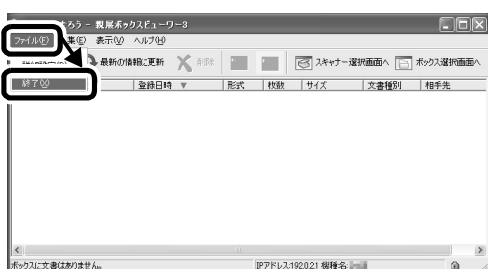 ろう - 親展ボックスビューワー3
ファイル(F) 集(E) 表示(V) ヘルプ(H)
最新の情報に更新 削除 スキャナー選択画面へ ボックス選択画面へ
終了(X) 登録日時 ▼ 形式 枚数 サイズ 文書種別 相手先
ボックスに文書はありません。 IPアドレス:192.0.2.1 機種名: